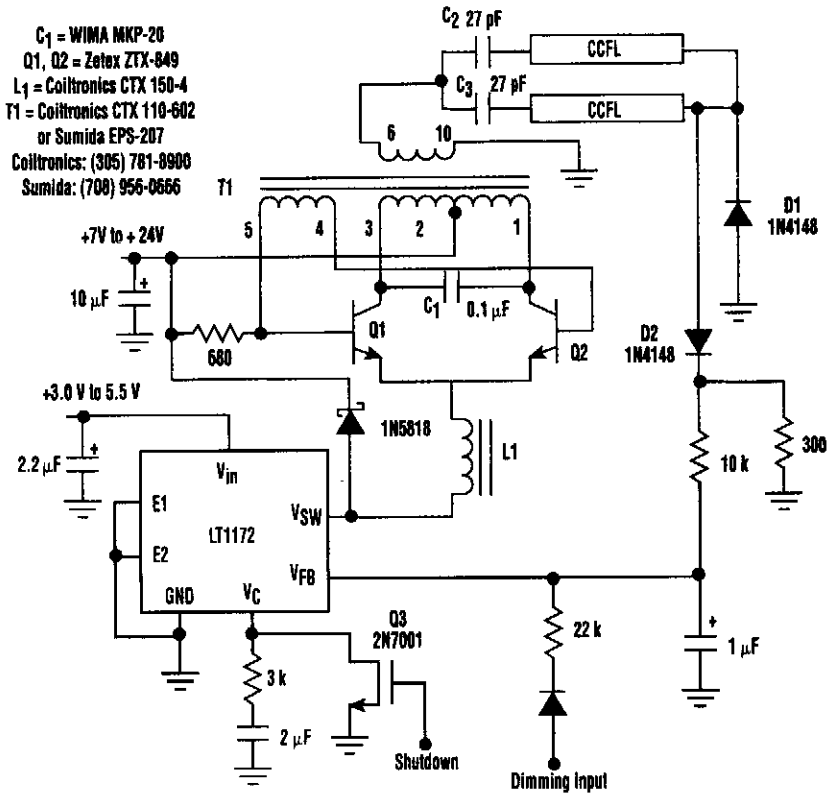 C1 = WIMA MKP-20
Q1, Q2 = Zetex ZTX-849
L1 = Coiltronics CTX 150-4
T1 = Coiltronics CTX 110-602
or Sumida EPS-207
Coiltronics: (305) 781-8900
Sumida: (708) 956-0666
C2 27 pF
CCFL
C3 27 pF
CCFL
6 10
T1
D1
1N4148
5 4 3 2 1
+7V to + 24V
+
10 µF
C1 0.1 µF
680
Q1
Q2
D2
1N4148
+3.0 V to 5.5 V
+
2.2 µF
1N5818
L1
10 k
300
Vin
E1
VSW
LT1172
E2
VFB
GND
VC
Q3
2N7001
22 k
+
1 µF
3 k
2 µF
Shutdown
Dimming Input